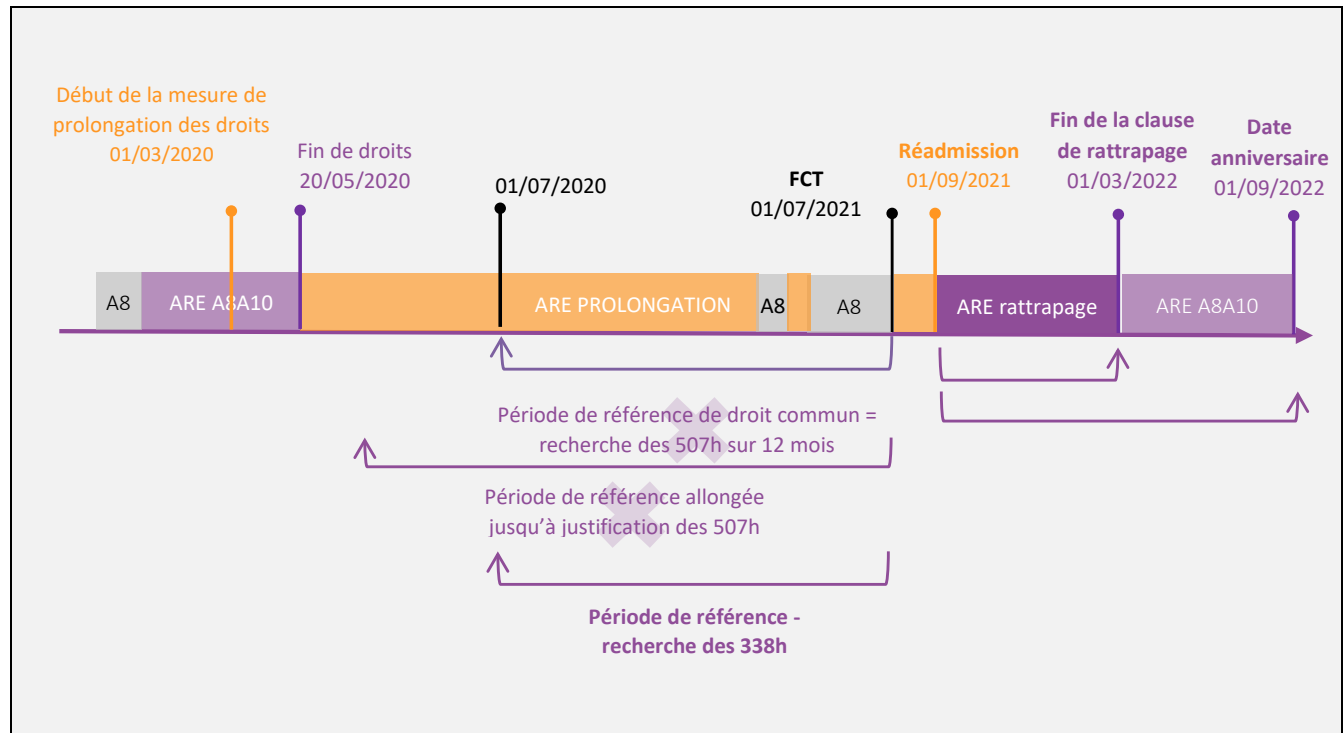 Début de la mesure de
prolongation des droits
01/03/2020
Fin de droits
20/05/2020
01/07/2020
FCT
01/07/2021
Réadmission
01/09/2021
Fin de la clause
de rattrapage
01/03/2022
Date
anniversaire
01/09/2022
A8
ARE A8A10
ARE PROLONGATION
A8
A8
ARE rattrapage
ARE A8A10
Période de référence de droit commun =
recherche des 507h sur 12 mois
Période de référence allongée
jusqu'à justification des 507h
Période de référence -
recherche des 338h